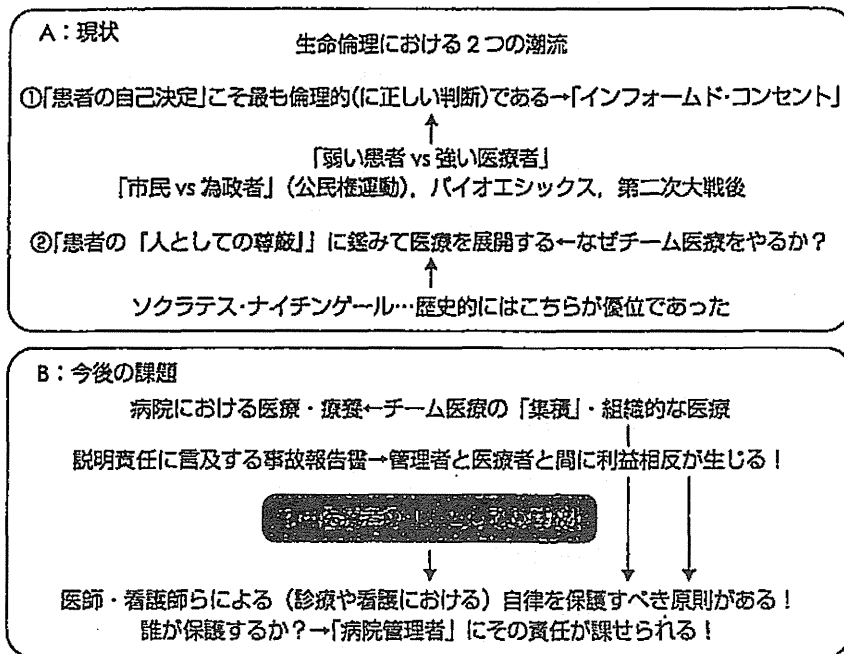 A：現状
生命倫理における２つの潮流
①「患者の自己決定」こそ最も倫理的(に正しい判断)である→「インフォームド・コンセント」
「弱い患者 vs 強い医療者」
「市民 vs 為政者」（公民権運動），バイオエシックス，第二次大戦後
②「患者の「人としての尊厳」」に鑑みて医療を展開する←なぜチーム医療をやるか？
ソクラテス・ナイチンゲール…歴史的にはこちらが優位であった
B：今後の課題
病院における医療・療養←チーム医療の「集積」・組織的な医療
説明責任に言及する事故報告書→管理者と医療者と間に利益相反が生じる！
医師・看護師らによる（診療や看護における）自律を保護すべき原則がある！
誰が保護するか？→「病院管理者」にその責任が課せられる！